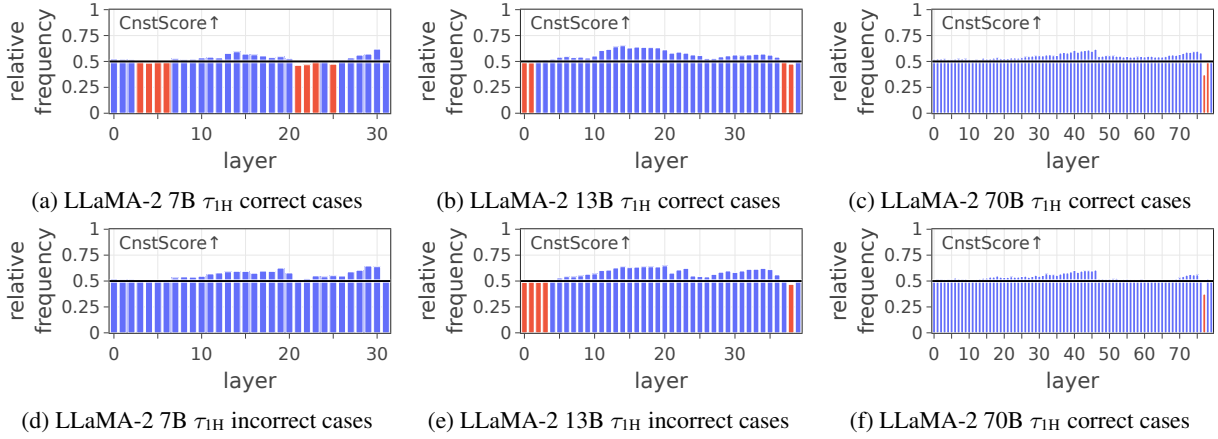 CnstScore↑
relative frequency
1
0.75
0.5
0.25
0
0 10 20 30
layer
(a) LLaMA-2 7B τ1H correct cases
CnstScore↑
relative frequency
1
0.75
0.5
0.25
0
0 10 20 30
layer
(b) LLaMA-2 13B τ1H correct cases
CnstScore↑
relative frequency
1
0.75
0.5
0.25
0
0 10 20 30 40 50 60 70
layer
(c) LLaMA-2 70B τ1H correct cases
CnstScore↑
relative frequency
1
0.75
0.5
0.25
0
0 10 20 30
layer
(d) LLaMA-2 7B τ1H incorrect cases
CnstScore↑
relative frequency
1
0.75
0.5
0.25
0
0 10 20 30
layer
(e) LLaMA-2 13B τ1H incorrect cases
CnstScore↑
relative frequency
1
0.75
0.5
0.25
0
0 10 20 30 40 50 60 70
layer
(f) LLaMA-2 70B τ1H correct cases